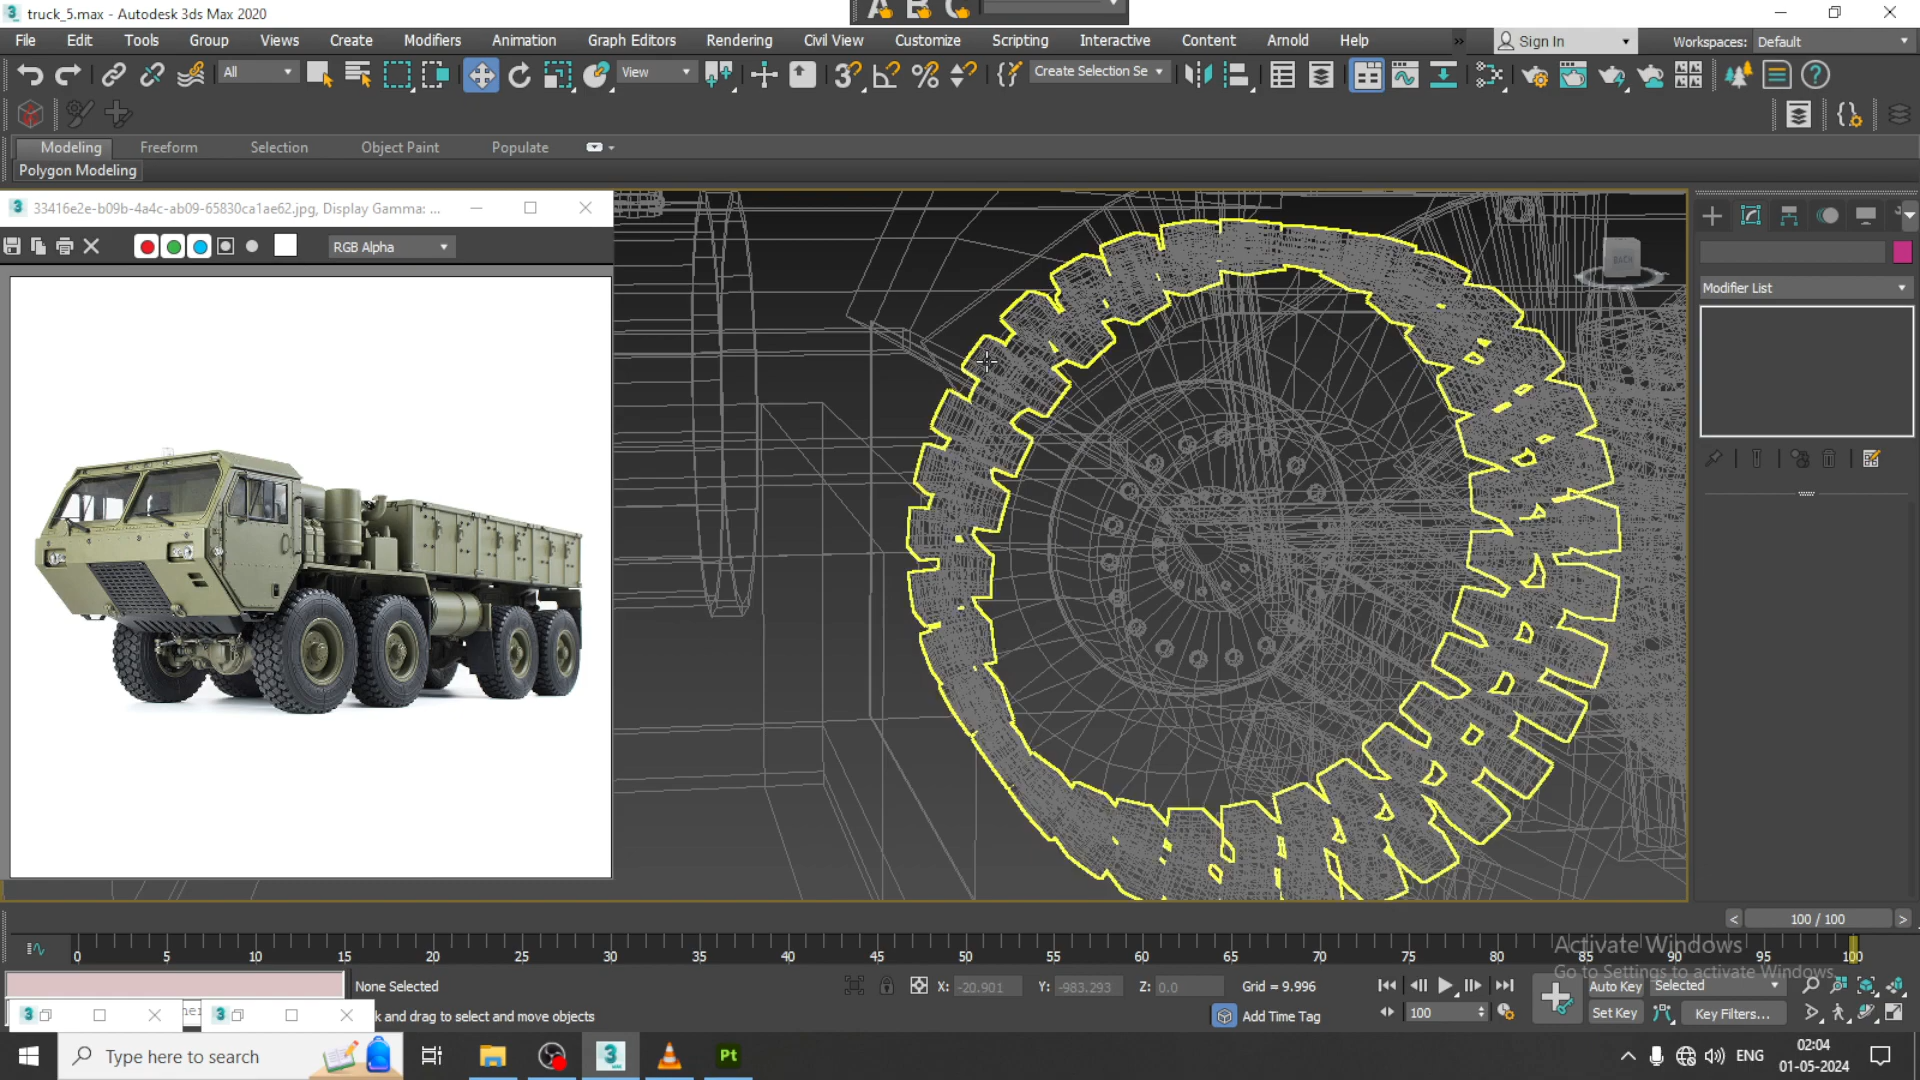 truck_5.max - Autodesk 3ds Max 2020
File Edit Tools Group Views Create Modifiers Animation Graph Editors Rendering Civil View Customize Scripting Interactive Content Arnold Help
Sign In
Workspaces: Default
All
View
Create Selection Se
Modeling Freeform Selection Object Paint Populate
Polygon Modeling
33416e2e-b09b-4a4c-ab09-65830ca1ae62.jpg, Display Gamma: ...
RGB Alpha
BACK
Modifier List
100 / 100
0 5 10 15 20 25 30 35 40 45 50 55 60 65 70 75 80 85 90 95 100
Activate Windows
Go to Settings to activate Windows.
None Selected
X: -20.901 Y: -983.293 Z: 0.0 Grid = 9.996
Auto Key Selected
k and drag to select and move objects
Add Time Tag
100
Set Key Key Filters...
Type here to search
Pt
ENG
02:04
01-05-2024